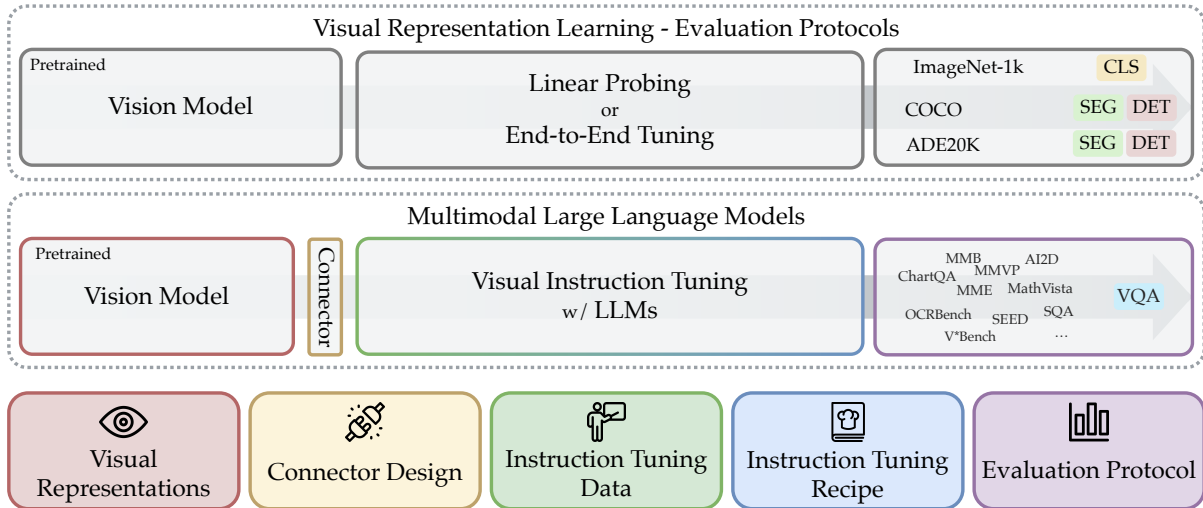 Visual Representation Learning - Evaluation Protocols
Pretrained
Vision Model
Linear Probing
or
End-to-End Tuning
ImageNet-1k CLS
COCO SEG DET
ADE20K SEG DET
Multimodal Large Language Models
Pretrained
Vision Model
Connector
Visual Instruction Tuning
w/ LLMs
MMB AI2D
ChartQA MMVP
MME MathVista
VQA
OCRBench SEED SQA
V*Bench ...
Visual
Representations
Connector Design
Instruction Tuning
Data
Instruction Tuning
Recipe
Evaluation Protocol